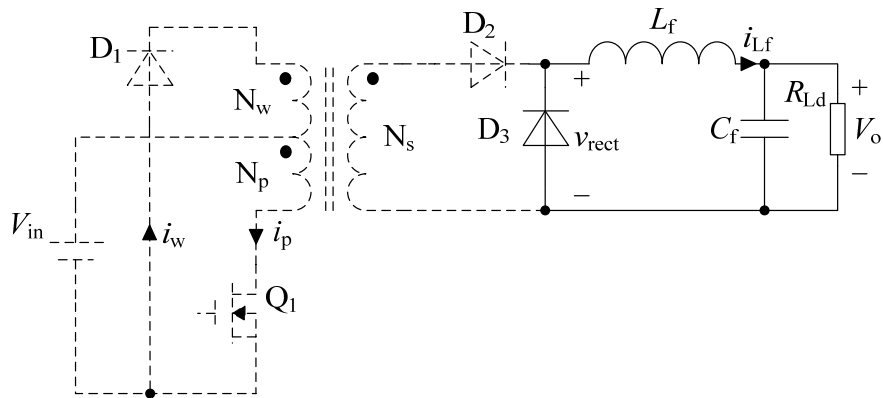 D1
D2
Lf
iLf
Nw
Ns
Np
D3
+
vrect
−
Cf
RLd
+
Vo
−
Vin
iw
ip
Q1